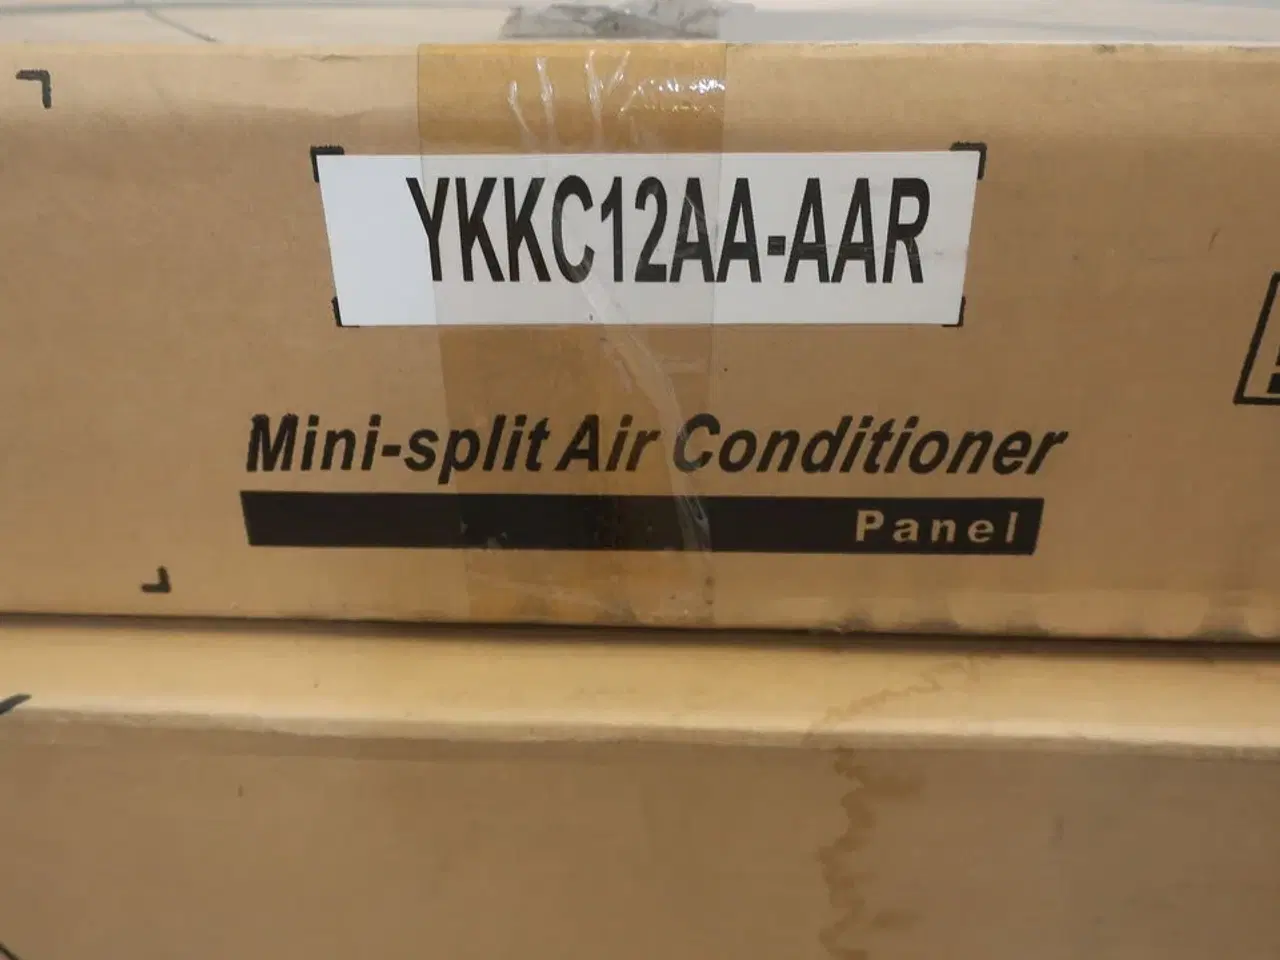 YKKC12AA-AAR
Mini-split Air Conditioner
Panel